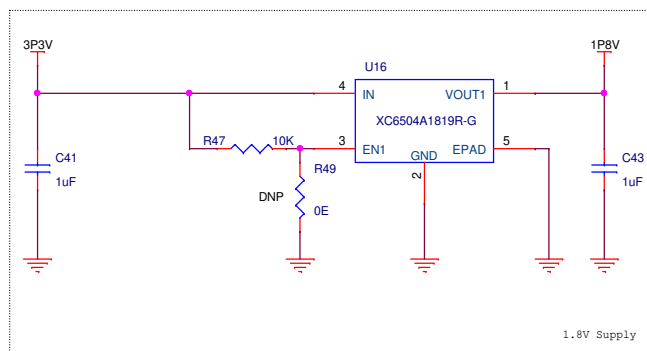 3P3V
1P8V
U16
4
IN
VOUT1
1
XC6504A1819R-G
R47
10K
3
EN1
GND
EPAD
5
2
C41
1uF
C43
1uF
R49
DNP
0E
1.8V Supply